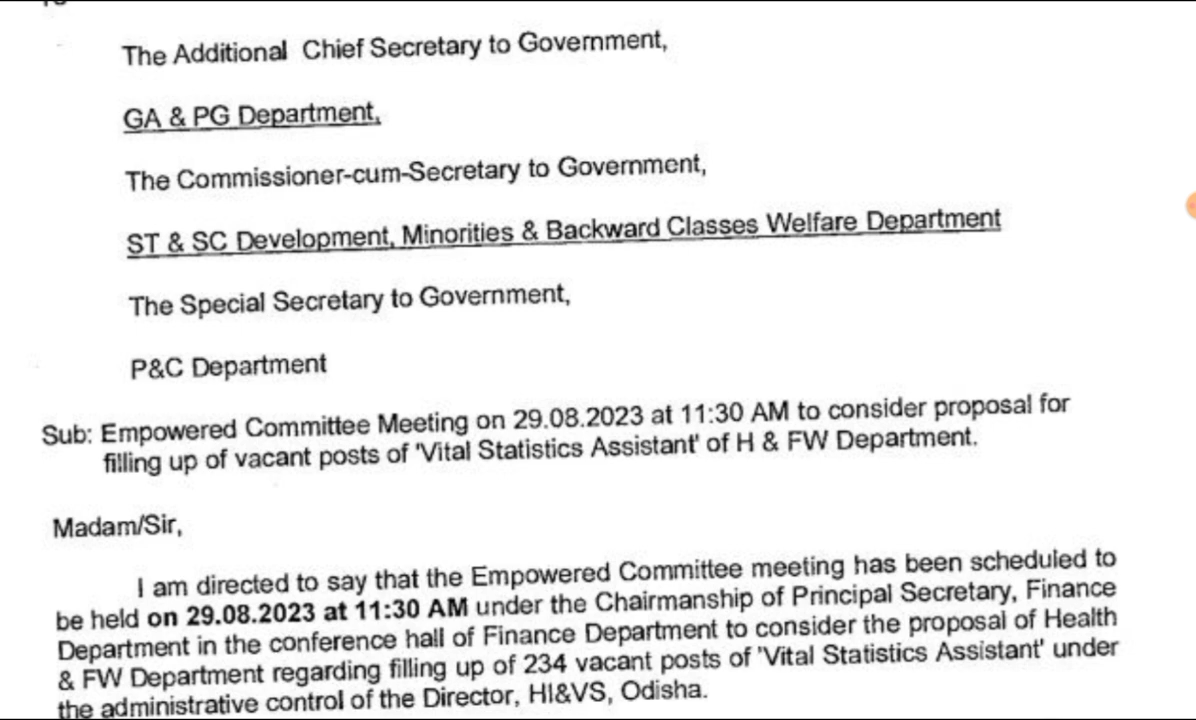 The Additional Chief Secretary to Government,
GA & PG Department,
The Commissioner-cum-Secretary to Government,
ST & SC Development, Minorities & Backward Classes Welfare Department
The Special Secretary to Government,
P&C Department
Sub: Empowered Committee Meeting on 29.08.2023 at 11:30 AM to consider proposal for
filling up of vacant posts of 'Vital Statistics Assistant' of H & FW Department.
Madam/Sir,
I am directed to say that the Empowered Committee meeting has been scheduled to
be held on 29.08.2023 at 11:30 AM under the Chairmanship of Principal Secretary, Finance
Department in the conference hall of Finance Department to consider the proposal of Health
& FW Department regarding filling up of 234 vacant posts of 'Vital Statistics Assistant' under
the administrative control of the Director, HI&VS, Odisha.